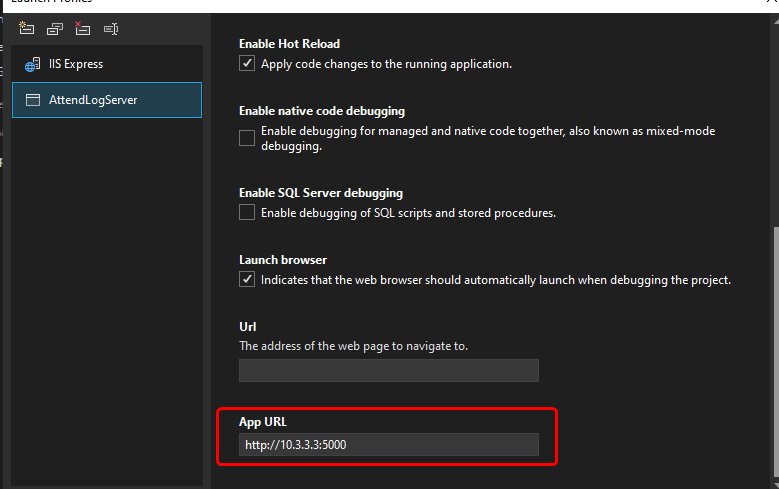 Launch Profiles
IIS Express
AttendLogServer
Enable Hot Reload
Apply code changes to the running application.
Enable native code debugging
Enable debugging for managed and native code together, also known as mixed-mode
debugging.
Enable SQL Server debugging
Enable debugging of SQL scripts and stored procedures.
Launch browser
Indicates that the web browser should automatically launch when debugging the project.
Url
The address of the web page to navigate to.
App URL
http://10.3.3.3:5000